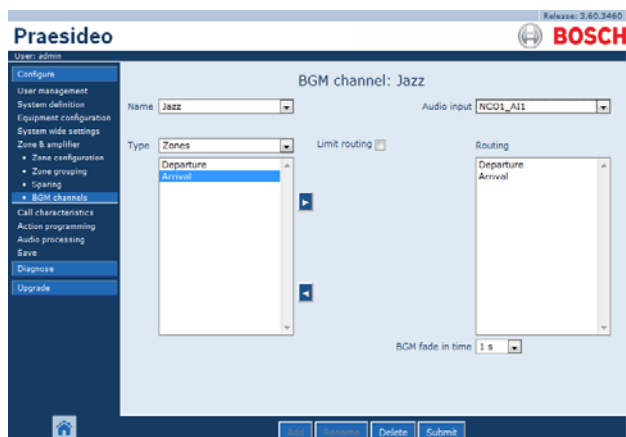 Release: 3.60.3460
Praesideo
BOSCH
User: admin
Configure
User management
System definition
Equipment configuration
System wide settings
Zone & amplifier
• Zone configuration
• Zone grouping
• Sparing
• BGM channels
Call characteristics
Action programming
Audio processing
Save
Diagnose
Upgrade
BGM channel: Jazz
Name Jazz
Audio input NCO1_AI1
Type Zones
Limit routing
Routing
Departure
Arrival
Departure
Arrival
BGM fade in time 1 s
Add Rename Delete Submit